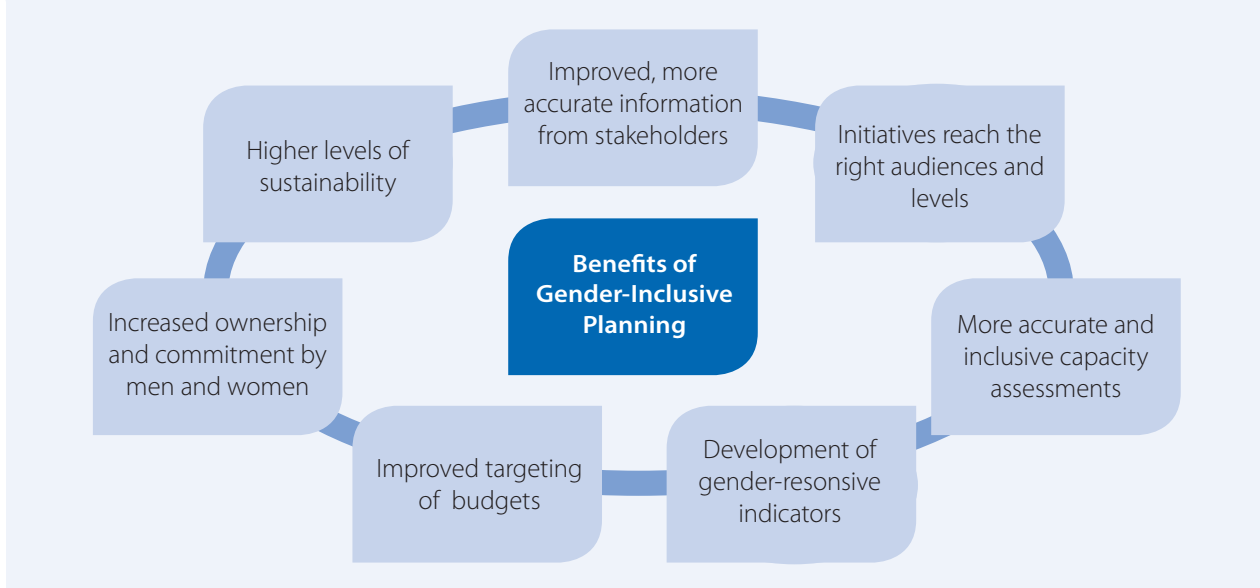 Improved, more
accurate information
from stakeholders
Initiatives reach the
right audiences and
levels
More accurate and
inclusive capacity
assessments
Development of
gender-resonsive
indicators
Improved targeting
of budgets
Increased ownership
and commitment by
men and women
Higher levels of
sustainability
Benefits of
Gender-Inclusive
Planning